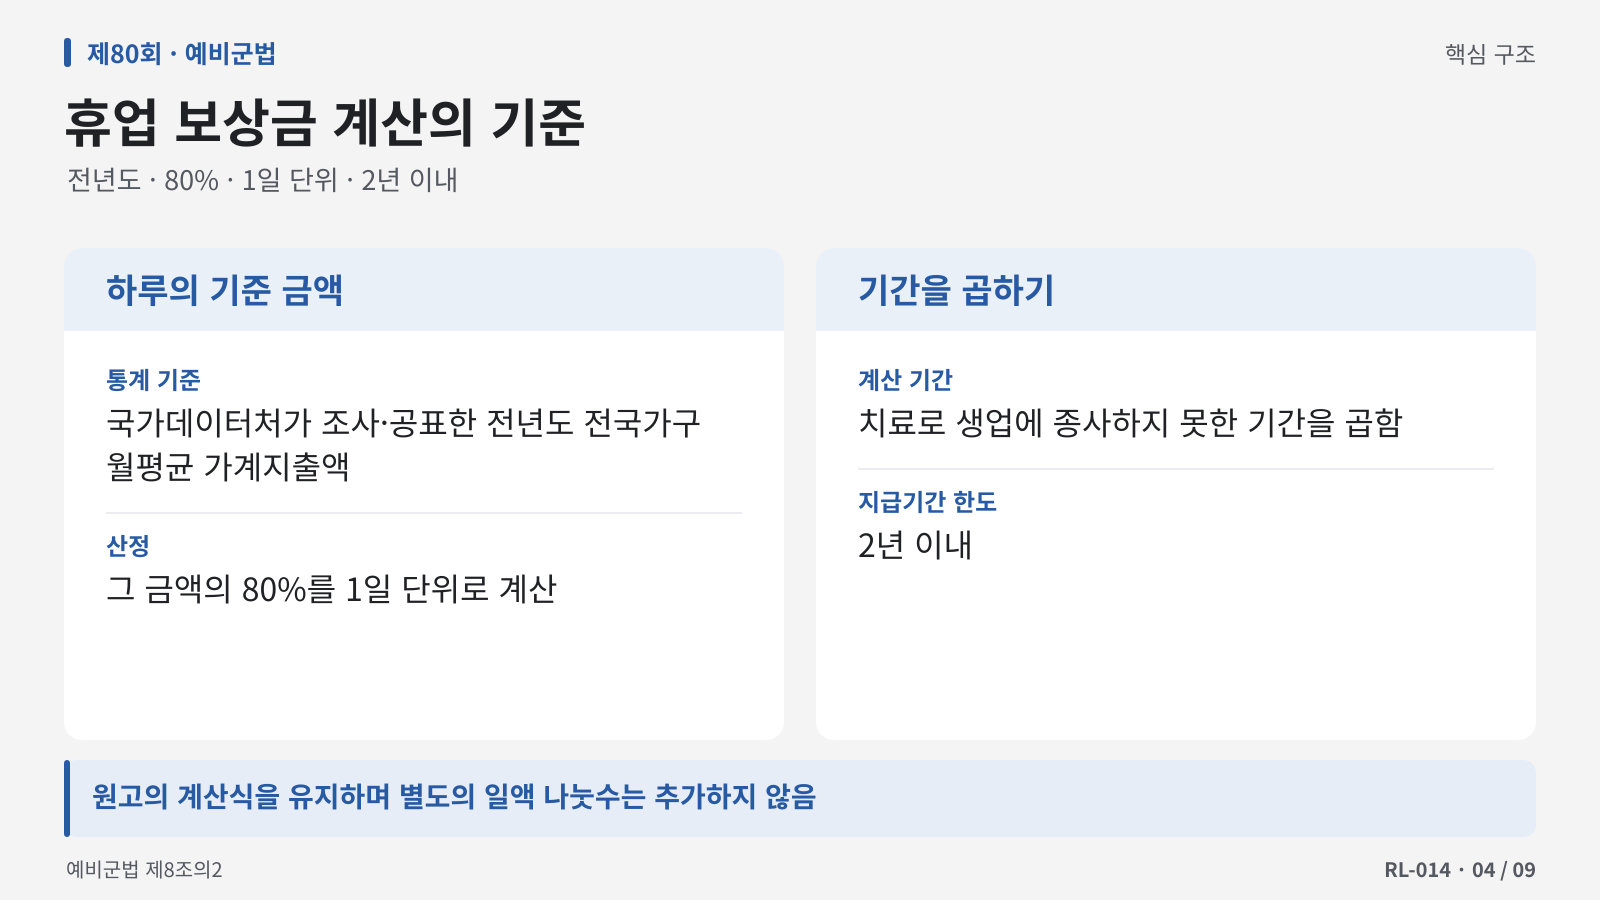 제80회 · 예비군법
핵심 구조
휴업 보상금 계산의 기준
전년도 · 80% · 1일 단위 · 2년 이내
하루의 기준 금액
통계 기준
국가데이터처가 조사·공표한 전년도 전국가구
월평균 가계지출액
산정
그 금액의 80%를 1일 단위로 계산
기간을 곱하기
계산 기간
치료로 생업에 종사하지 못한 기간을 곱함
지급기간 한도
2년 이내
원고의 계산식을 유지하며 별도의 일액 나눗수는 추가하지 않음
예비군법 제8조의2
RL-014 · 04 / 09